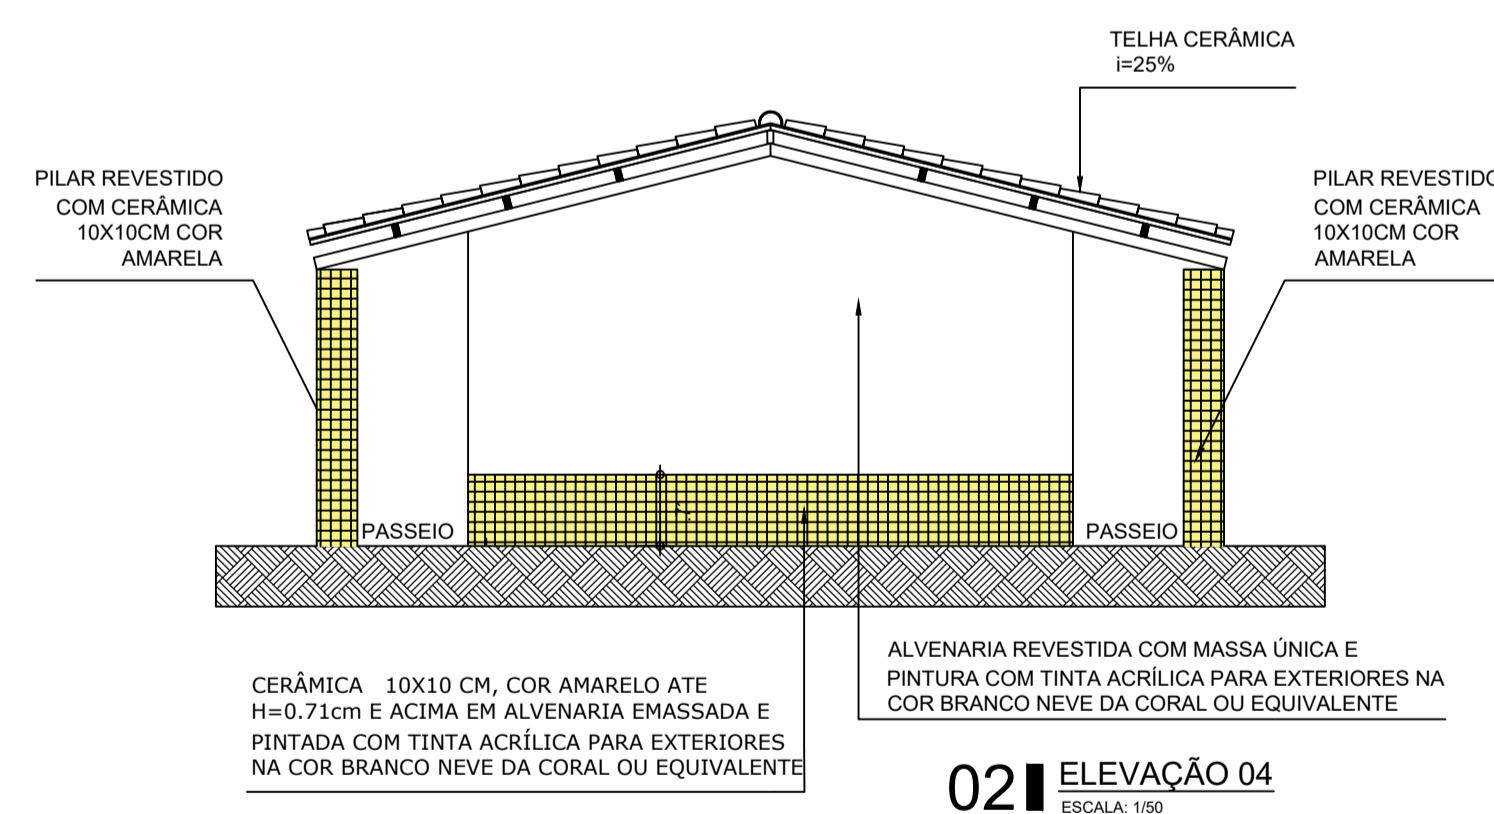 TELHA CERÂMICA
i=25%
PILAR REVESTIDO
COM CERÂMICA
10X10CM COR
AMARELA
PILAR REVESTIDO
COM CERÂMICA
10X10CM COR
AMARELA
PASSEIO
PASSEIO
CERÂMICA 10X10 CM, COR AMARELO ATE
H=0.71cm E ACIMA EM ALVENARIA EMASSADA E
PINTADA COM TINTA ACRÍLICA PARA EXTERIORES
NA COR BRANCO NEVE DA CORAL OU EQUIVALENTE
ALVENARIA REVESTIDA COM MASSA ÚNICA E
PINTURA COM TINTA ACRÍLICA PARA EXTERIORES NA
COR BRANCO NEVE DA CORAL OU EQUIVALENTE
02 ELEVAÇÃO 04
ESCALA: 1/50